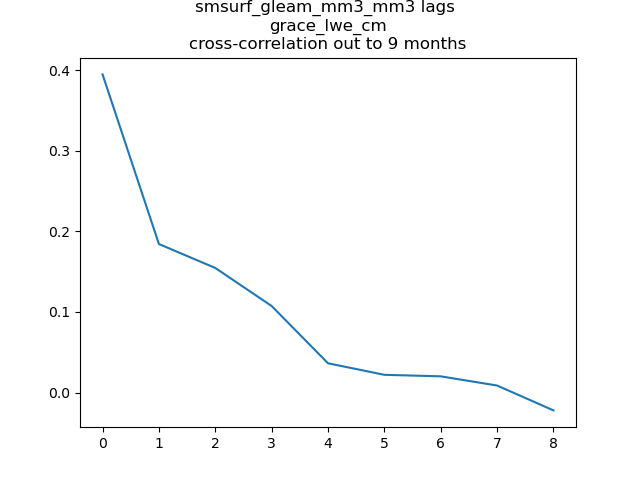 smsurf_gleam_mm3_mm3 lags
grace_lwe_cm
cross-correlation out to 9 months
0.4
0.3
0.2
0.1
0.0
0 1 2 3 4 5 6 7 8